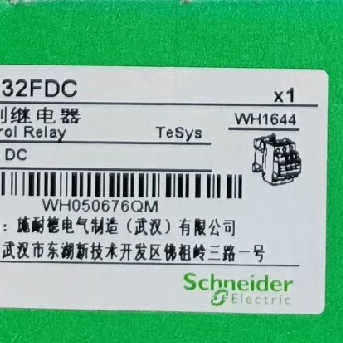 32FDC
x1
制继电器
WH1644
rol Relay
TeSys
DC
WH050676QM
：施耐德电气制造（武汉）有限公司
武汉市东湖新技术开发区佛祖岭三路一号
Schneider
Electric